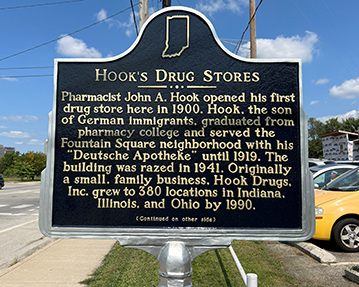 HOOK'S DRUG STORES
Pharmacist John A. Hook opened his first
drug store here in 1900. Hook, the son
of German immigrants, graduated from
pharmacy college and served the
Fountain Square neighborhood with his
"Deutsche Apotheke" until 1919. The
building was razed in 1941. Originally
a small, family business, Hook Drugs,
Inc. grew to 380 locations in Indiana,
Illinois, and Ohio by 1990.
(Continued on other side)